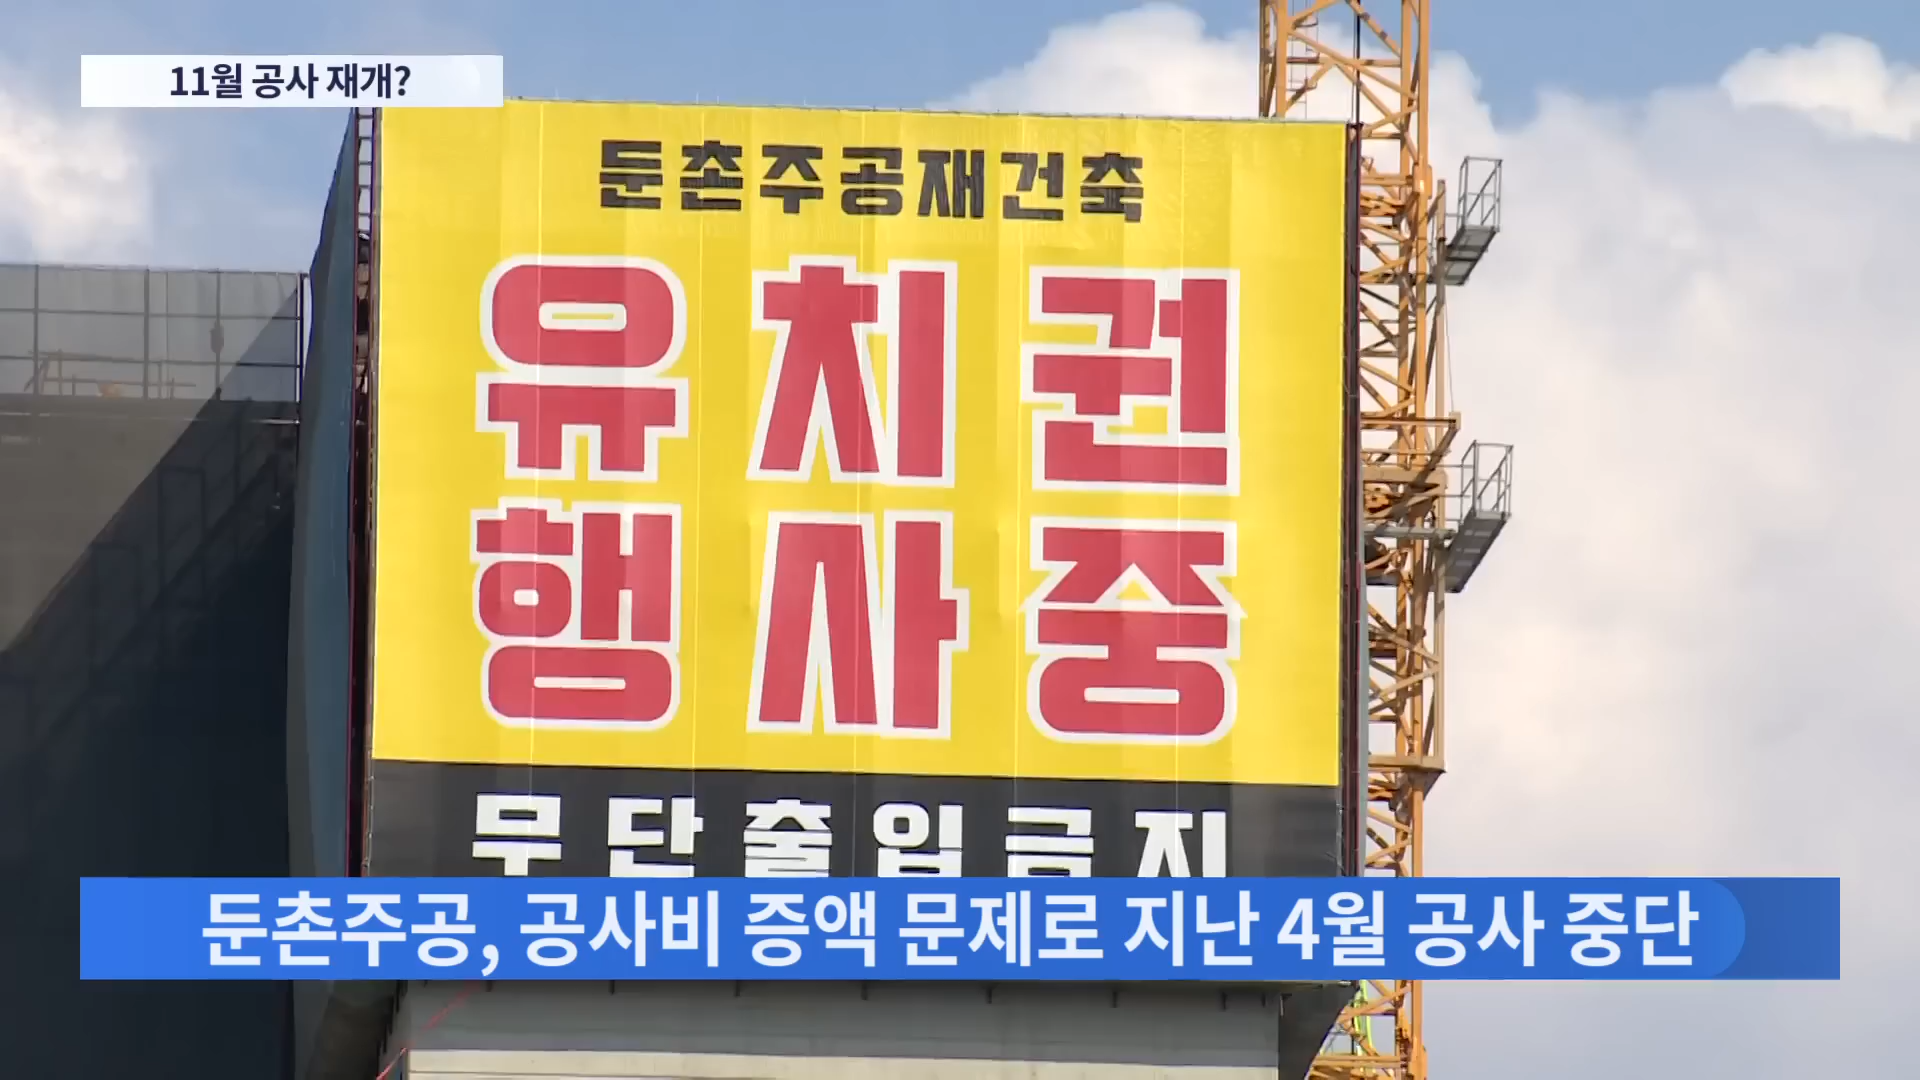 11월 공사 재개?
둔촌주공재건축
유치권
행사중
무단출입금지
둔촌주공, 공사비 증액 문제로 지난 4월 공사 중단